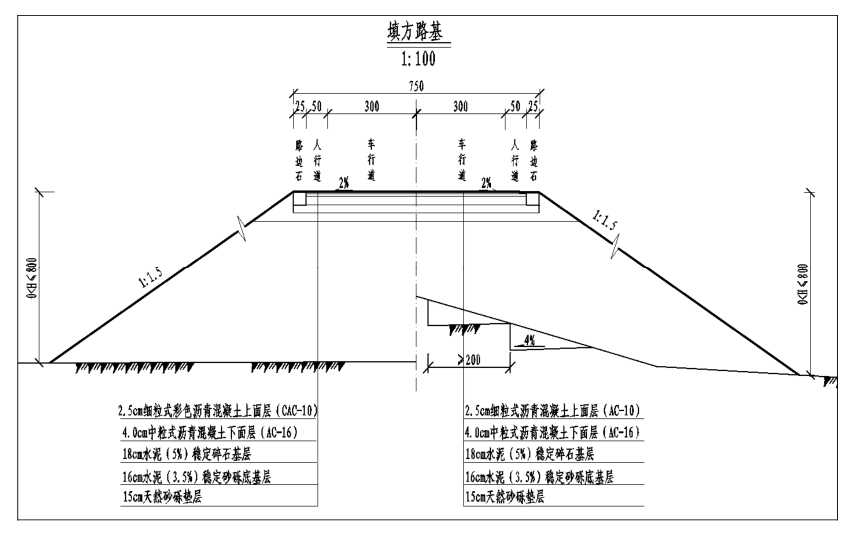 填方路基
1:100
750
25 50 300 300 50 25
路边石 人行道 车行道 车行道 人行道 路边石
2% 2%
1:1.5
1:1.5
0<H≤800
0<H≤800
4%
≥200
2.5cm细粒式彩色沥青混凝土上面层(CAC-10)
4.0cm中粒式沥青混凝土下面层(AC-16)
18cm水泥(5%)稳定碎石基层
16cm水泥(3.5%)稳定砂砾底基层
15cm天然砂砾垫层
2.5cm细粒式沥青混凝土上面层(AC-10)
4.0cm中粒式沥青混凝土下面层(AC-16)
18cm水泥(5%)稳定碎石基层
16cm水泥(3.5%)稳定砂砾底基层
15cm天然砂砾垫层